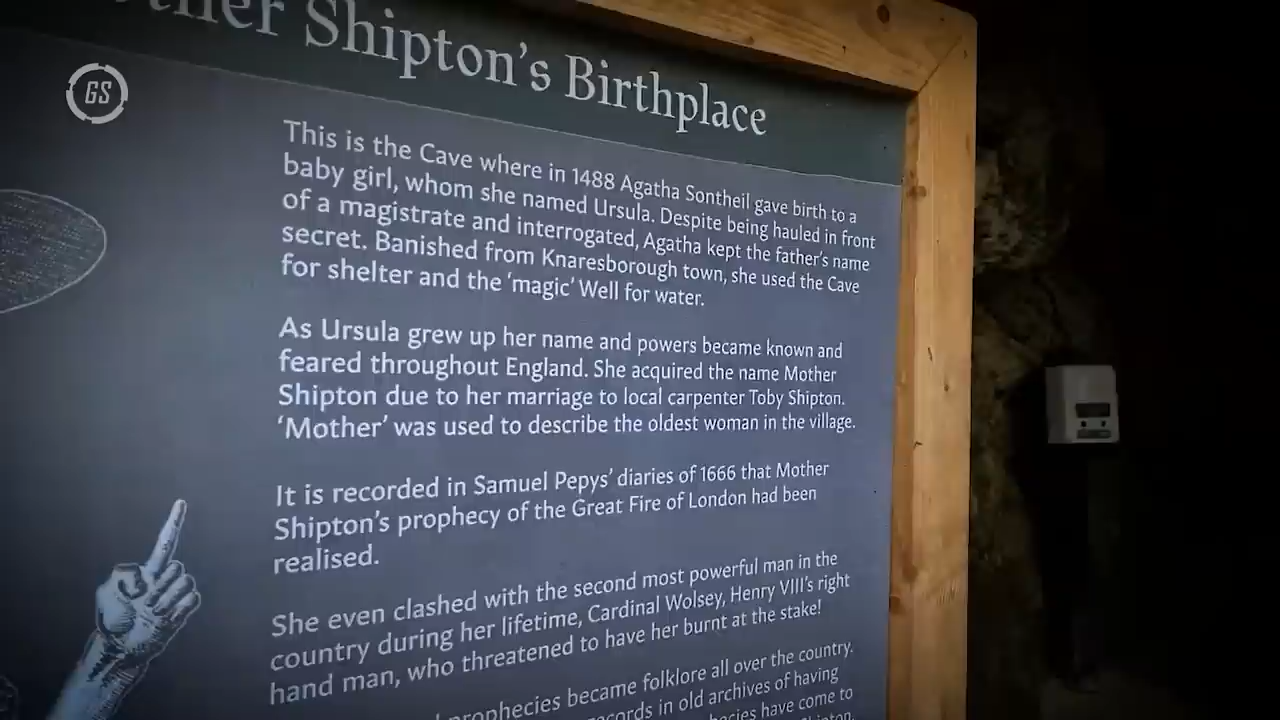 Shipton's Birthplace
GS
This is the Cave where in 1488 Agatha Sontheil gave birth to a
baby girl, whom she named Ursula. Despite being hauled in front
of a magistrate and interrogated, Agatha kept the father's name
secret. Banished from Knaresborough town, she used the Cave
for shelter and the 'magic' Well for water.
As Ursula grew up her name and powers became known and
feared throughout England. She acquired the name Mother
Shipton due to her marriage to local carpenter Toby Shipton.
'Mother' was used to describe the oldest woman in the village.
It is recorded in Samuel Pepys' diaries of 1666 that Mother
Shipton's prophecy of the Great Fire of London had been
realised.
She even clashed with the second most powerful man in the
country during her lifetime, Cardinal Wolsey, Henry VIII's right
hand man, who threatened to have her burnt at the stake!
prophecies became folklore all over the country.
in old archives of having
have come to